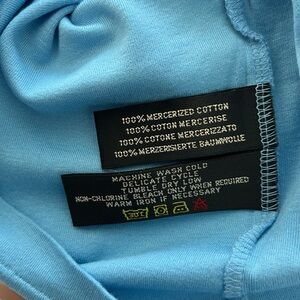 100% MERCERIZED COTTON
100% COTON MERCERISE
100% COTONE MERCERIZZATO
100% MERZERISIERTE BAUMWOLLE
MACHINE WASH COLD
DELICATE CYCLE
TUMBLE DRY LOW
NON-CHLORINE BLEACH ONLY WHEN REQUIRED
WARM IRON IF NECESSARY